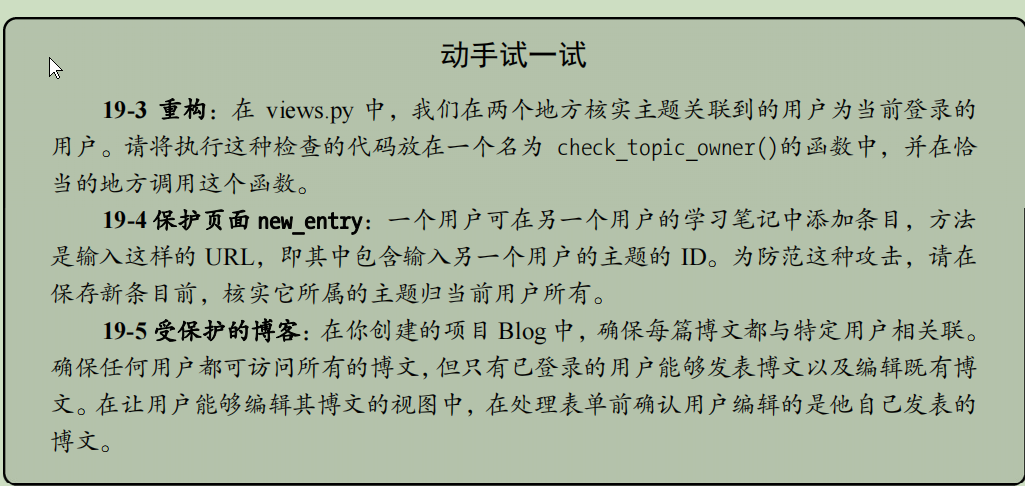 动手试一试
19-3 重构：在 views.py 中，我们在两个地方核实主题关联到的用户为当前登录的
用户。请将执行这种检查的代码放在一个名为 check_topic_owner()的函数中，并在恰
当的地方调用这个函数。
19-4 保护页面 new_entry：一个用户可在另一个用户的学习笔记中添加条目，方法
是输入这样的 URL，即其中包含输入另一个用户的主题的 ID。为防范这种攻击，请在
保存新条目前，核实它所属的主题归当前用户所有。
19-5 受保护的博客：在你创建的项目 Blog 中，确保每篇博文都与特定用户相关联。
确保任何用户都可访问所有的博文，但只有已登录的用户能够发表博文以及编辑既有博
文。在让用户能够编辑其博文的视图中，在处理表单前确认用户编辑的是他自己发表的
博文。